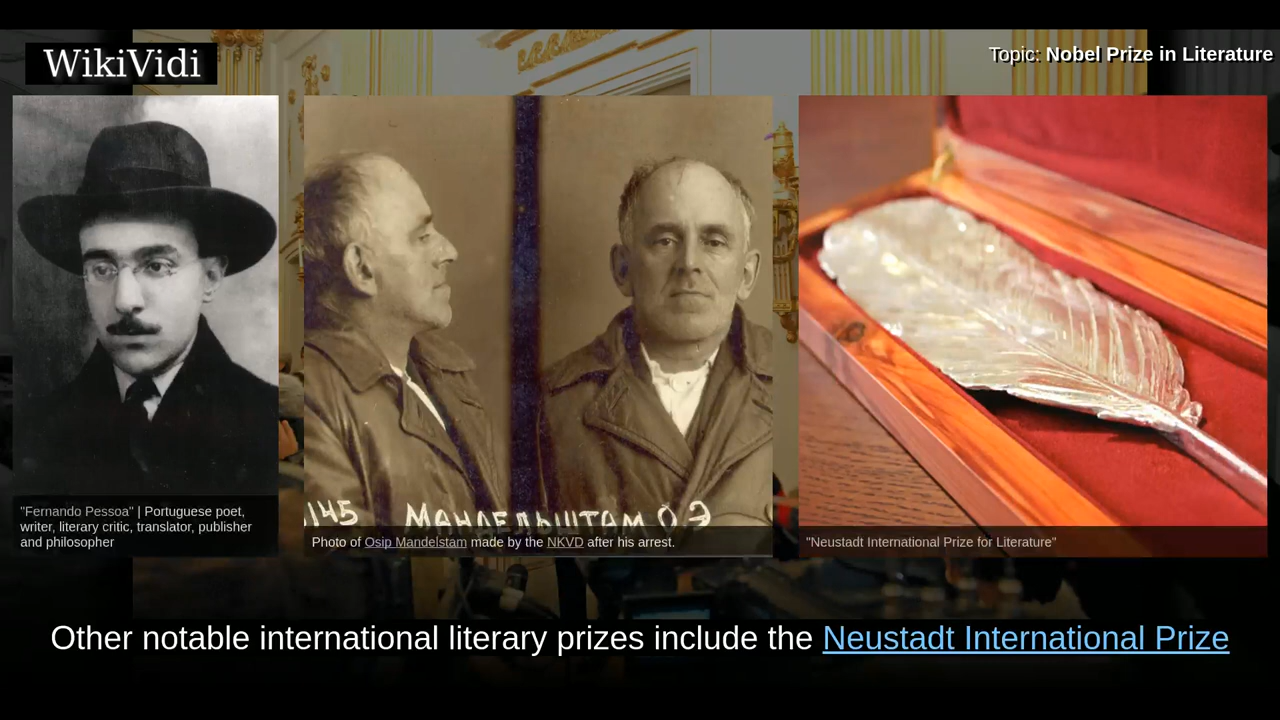 WikiVidi
Topic: Nobel Prize in Literature
"Fernando Pessoa" | Portuguese poet,
writer, literary critic, translator, publisher
and philosopher
145 МАНДЕЛЬШТАМ О Э
Photo of Osip Mandelstam made by the NKVD after his arrest.
"Neustadt International Prize for Literature"
Other notable international literary prizes include the Neustadt International Prize